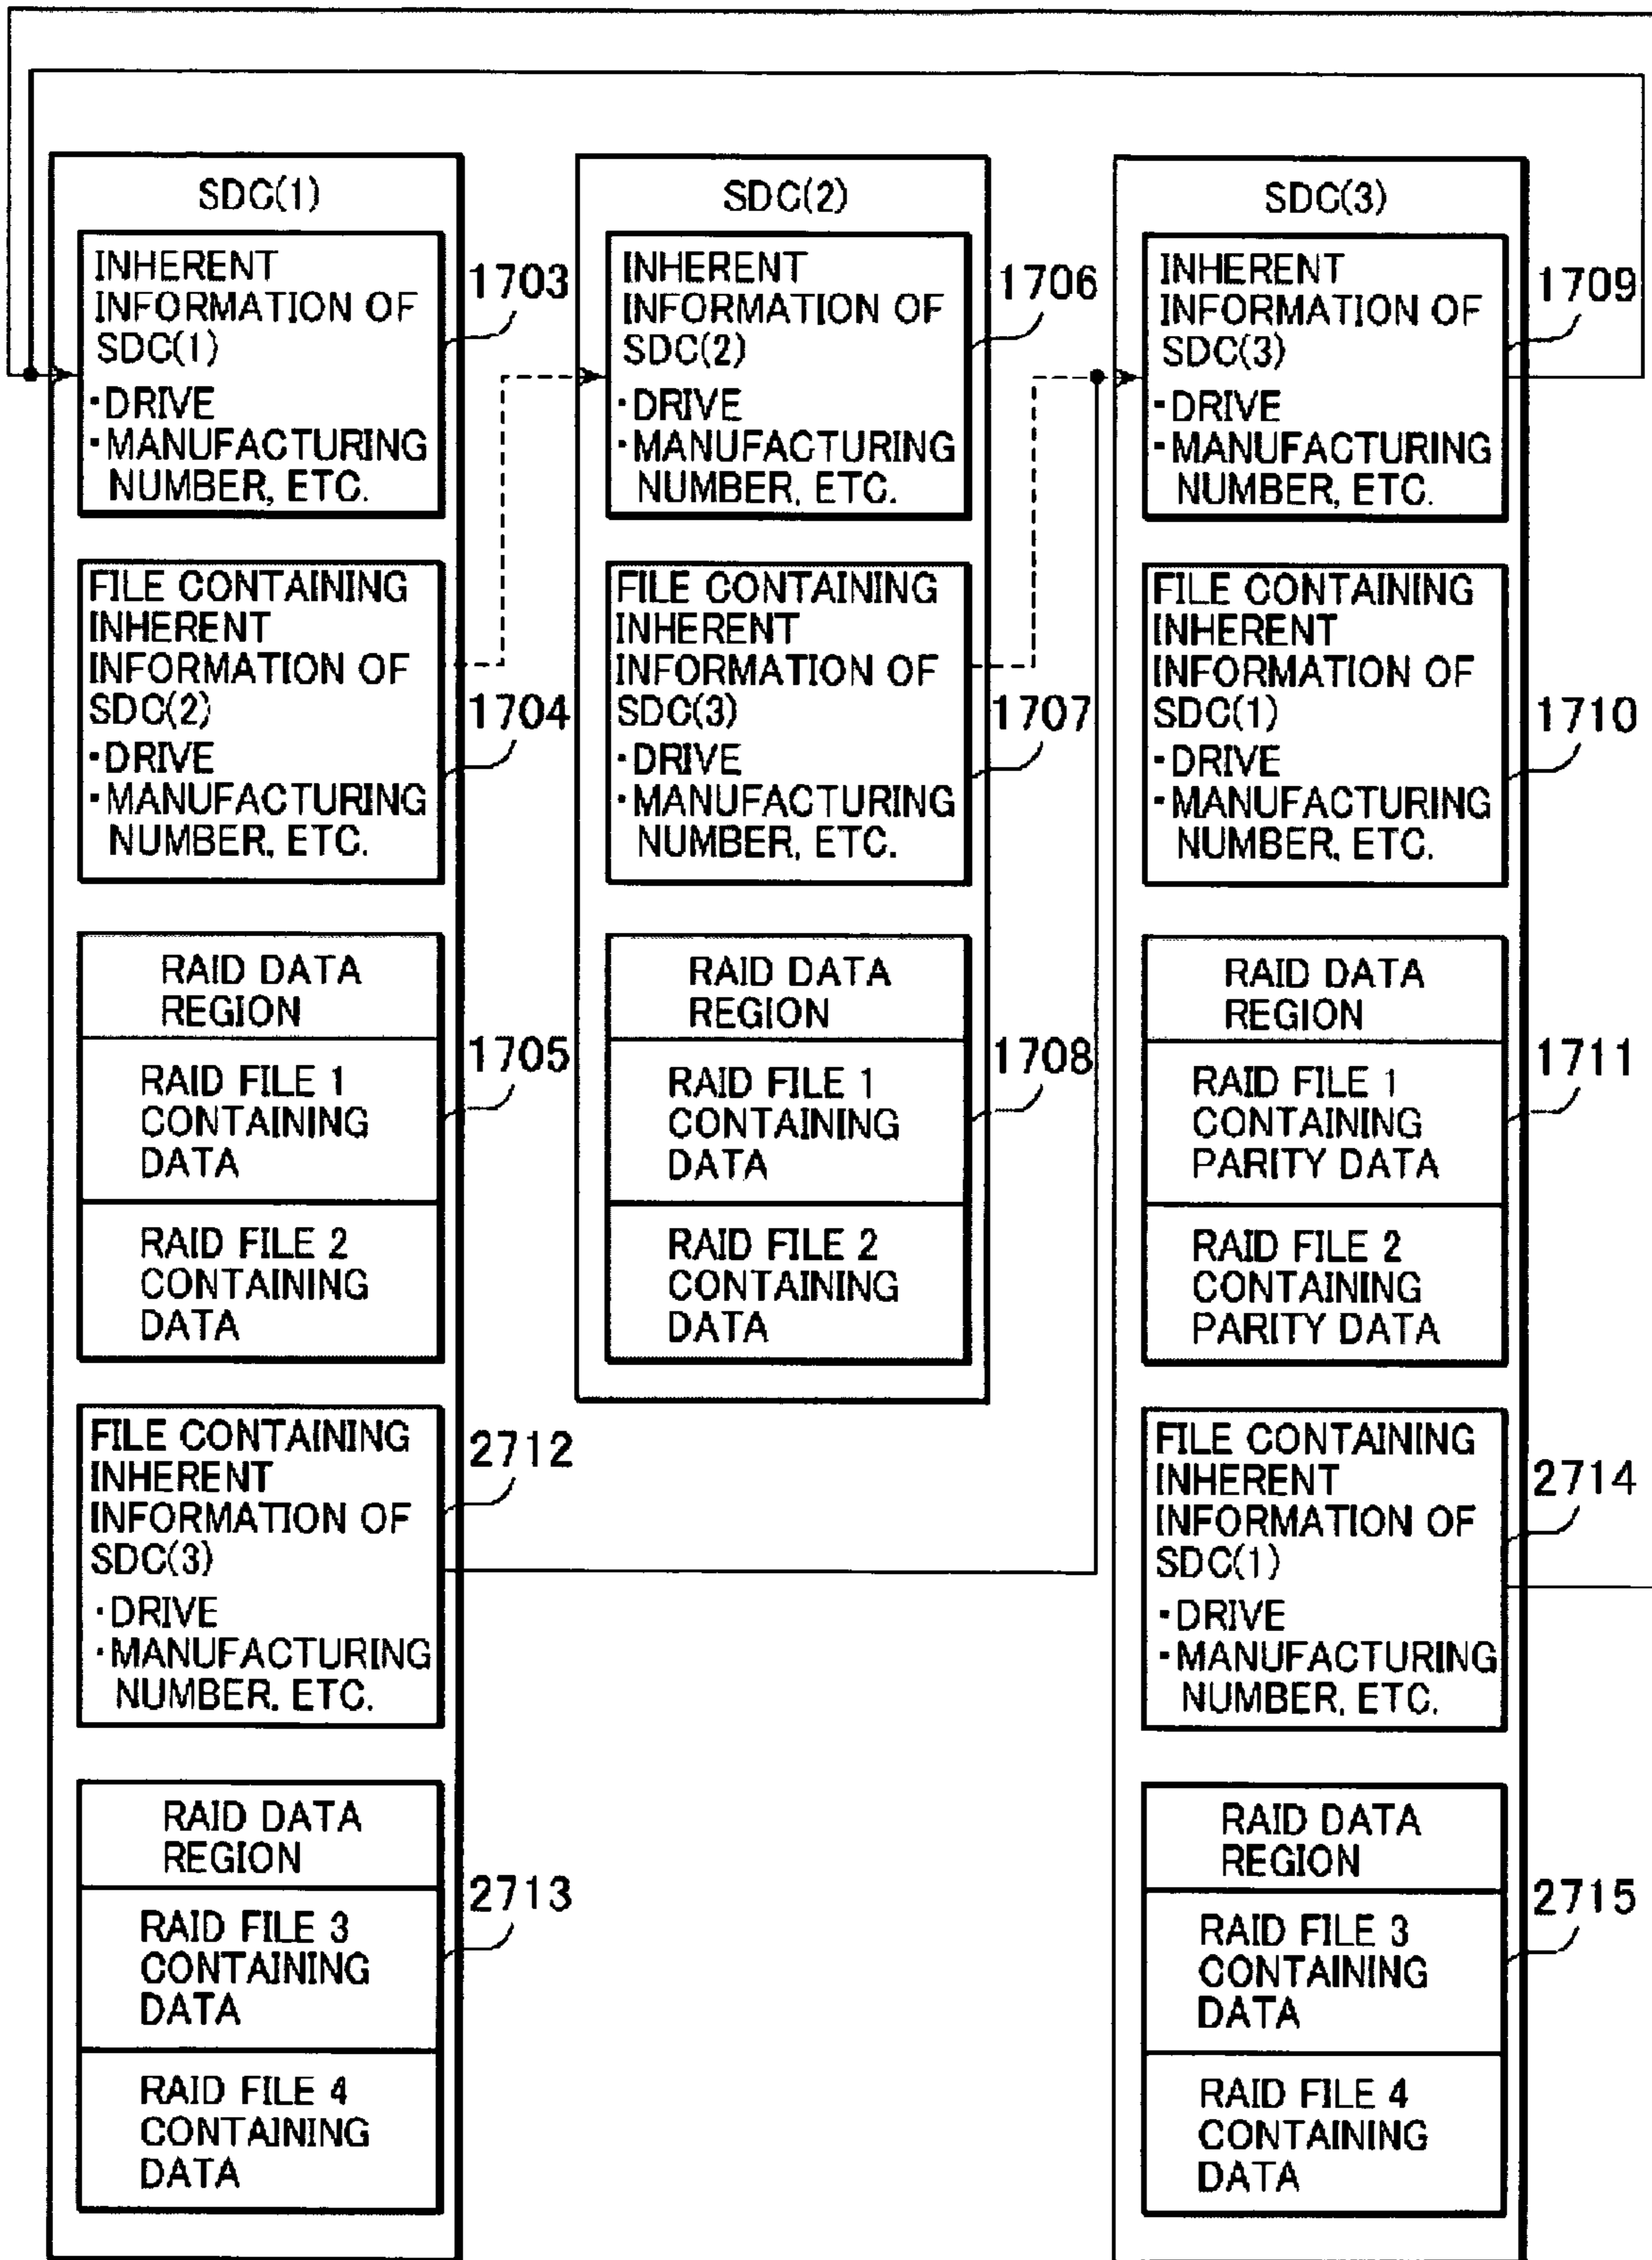 SDC(1)
INHERENT
INFORMATION OF
SDC(1)
·DRIVE
·MANUFACTURING
NUMBER, ETC.
1703
FILE CONTAINING
INHERENT
INFORMATION OF
SDC(2)
·DRIVE
·MANUFACTURING
NUMBER, ETC.
1704
RAID DATA
REGION
RAID FILE 1
CONTAINING
DATA
1705
RAID FILE 2
CONTAINING
DATA
FILE CONTAINING
INHERENT
INFORMATION OF
SDC(3)
·DRIVE
·MANUFACTURING
NUMBER, ETC.
2712
RAID DATA
REGION
RAID FILE 3
CONTAINING
DATA
2713
RAID FILE 4
CONTAINING
DATA
SDC(2)
INHERENT
INFORMATION OF
SDC(2)
·DRIVE
·MANUFACTURING
NUMBER, ETC.
1706
FILE CONTAINING
INHERENT
INFORMATION OF
SDC(3)
·DRIVE
·MANUFACTURING
NUMBER, ETC.
1707
RAID DATA
REGION
RAID FILE 1
CONTAINING
DATA
1708
RAID FILE 2
CONTAINING
DATA
SDC(3)
INHERENT
INFORMATION OF
SDC(3)
·DRIVE
·MANUFACTURING
NUMBER, ETC.
1709
FILE CONTAINING
INHERENT
INFORMATION OF
SDC(1)
·DRIVE
·MANUFACTURING
NUMBER, ETC.
1710
RAID DATA
REGION
RAID FILE 1
CONTAINING
PARITY DATA
1711
RAID FILE 2
CONTAINING
PARITY DATA
FILE CONTAINING
INHERENT
INFORMATION OF
SDC(1)
·DRIVE
·MANUFACTURING
NUMBER, ETC.
2714
RAID DATA
REGION
RAID FILE 3
CONTAINING
DATA
2715
RAID FILE 4
CONTAINING
DATA